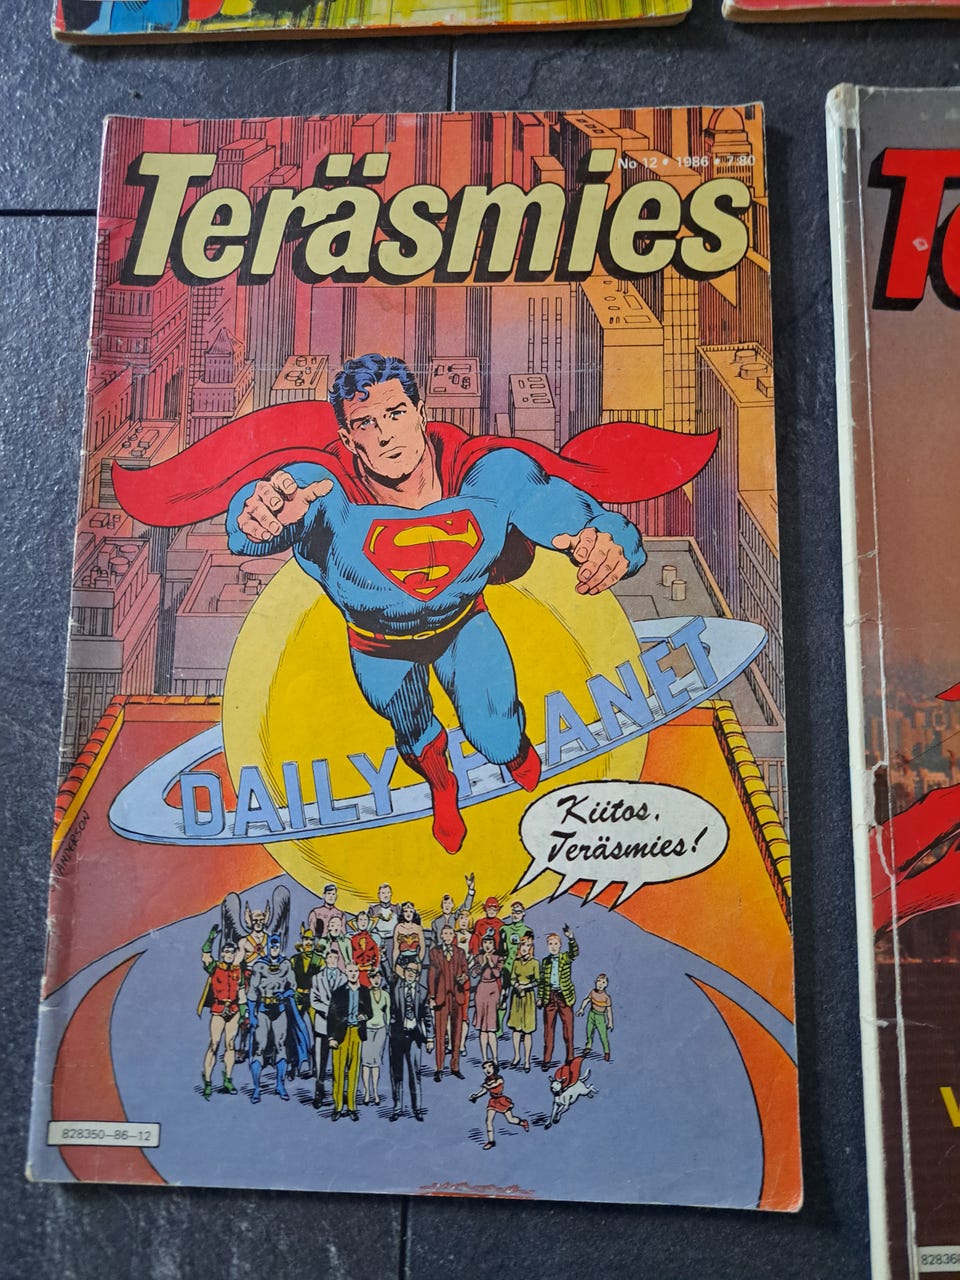 No 12 • 1986 • 7:80
Teräsmies
DAILY PLANET
Kiitos,
Teräsmies!
828350-86-12